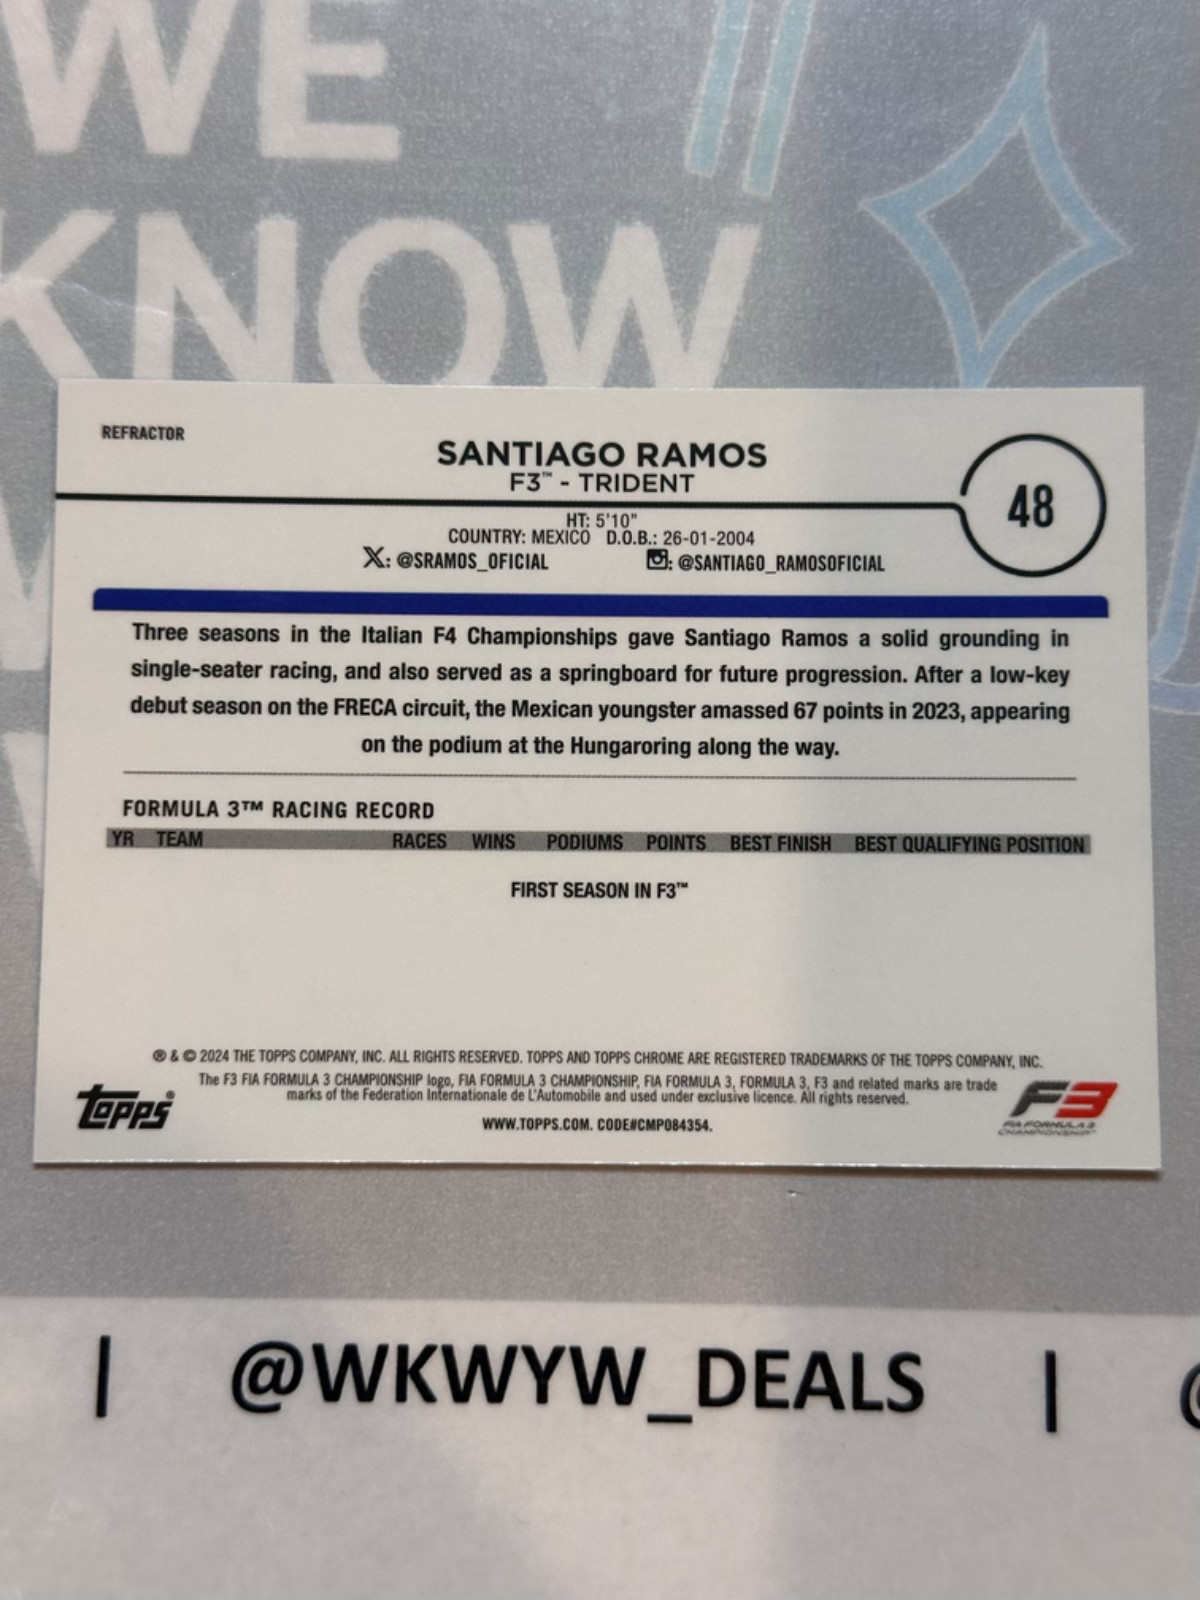 WE
KNOW
REFRACTOR
SANTIAGO RAMOS
F3™ - TRIDENT
48
HT: 5'10"
COUNTRY: MEXICO D.O.B.: 26-01-2004
X: @SRAMOS_OFICIAL : @SANTIAGO_RAMOSOFICIAL
Three seasons in the Italian F4 Championships gave Santiago Ramos a solid grounding in
single-seater racing, and also served as a springboard for future progression. After a low-key
debut season on the FRECA circuit, the Mexican youngster amassed 67 points in 2023, appearing
on the podium at the Hungaroring along the way.
FORMULA 3™ RACING RECORD
YR TEAM RACES WINS PODIUMS POINTS BEST FINISH BEST QUALIFYING POSITION
FIRST SEASON IN F3™
® & © 2024 THE TOPPS COMPANY, INC. ALL RIGHTS RESERVED. TOPPS AND TOPPS CHROME ARE REGISTERED TRADEMARKS OF THE TOPPS COMPANY, INC.
The F3 FIA FORMULA 3 CHAMPIONSHIP logo, FIA FORMULA 3 CHAMPIONSHIP, FIA FORMULA 3, FORMULA 3, F3 and related marks are trade
marks of the Federation Internationale de L'Automobile and used under exclusive licence. All rights reserved.
WWW.TOPPS.COM. CODE#CMP084354.
Topps®
F3
FIA FORMULA 3
CHAMPIONSHIP™
| @WKWYW_DEALS | @